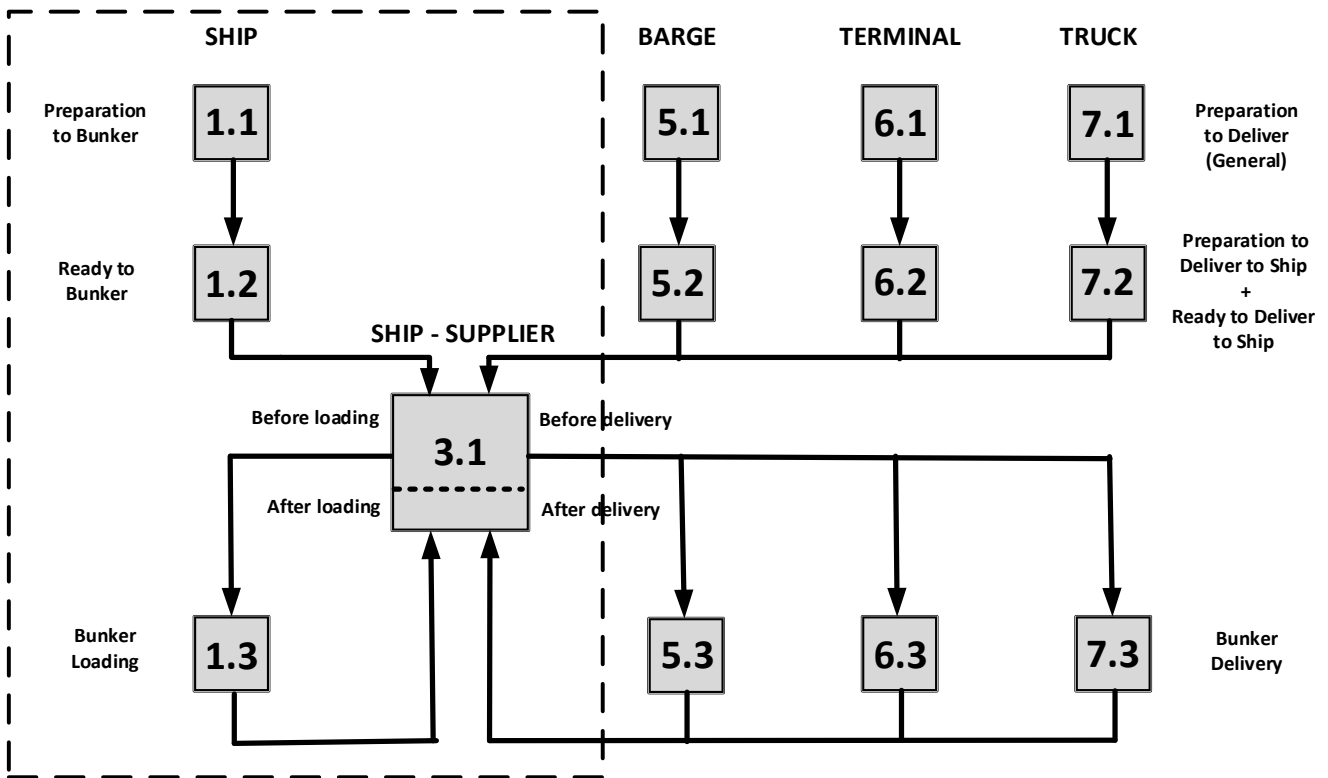 SHIP
BARGE
TERMINAL
TRUCK
Preparation
to Bunker
1.1
5.1
6.1
7.1
Preparation
to Deliver
(General)
Ready to
Bunker
1.2
5.2
6.2
7.2
Preparation to
Deliver to Ship
+
Ready to Deliver
to Ship
SHIP - SUPPLIER
Before loading
Before delivery
3.1
After loading
After delivery
Bunker
Loading
1.3
5.3
6.3
7.3
Bunker
Delivery